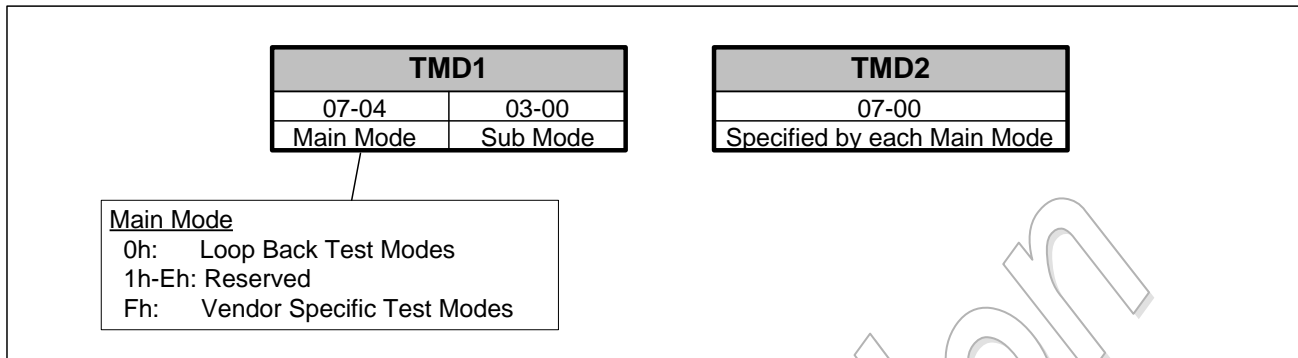 TMD1
07-04 03-00
Main Mode Sub Mode
TMD2
07-00
Specified by each Main Mode
Main Mode
0h: Loop Back Test Modes
1h-Eh: Reserved
Fh: Vendor Specific Test Modes
on